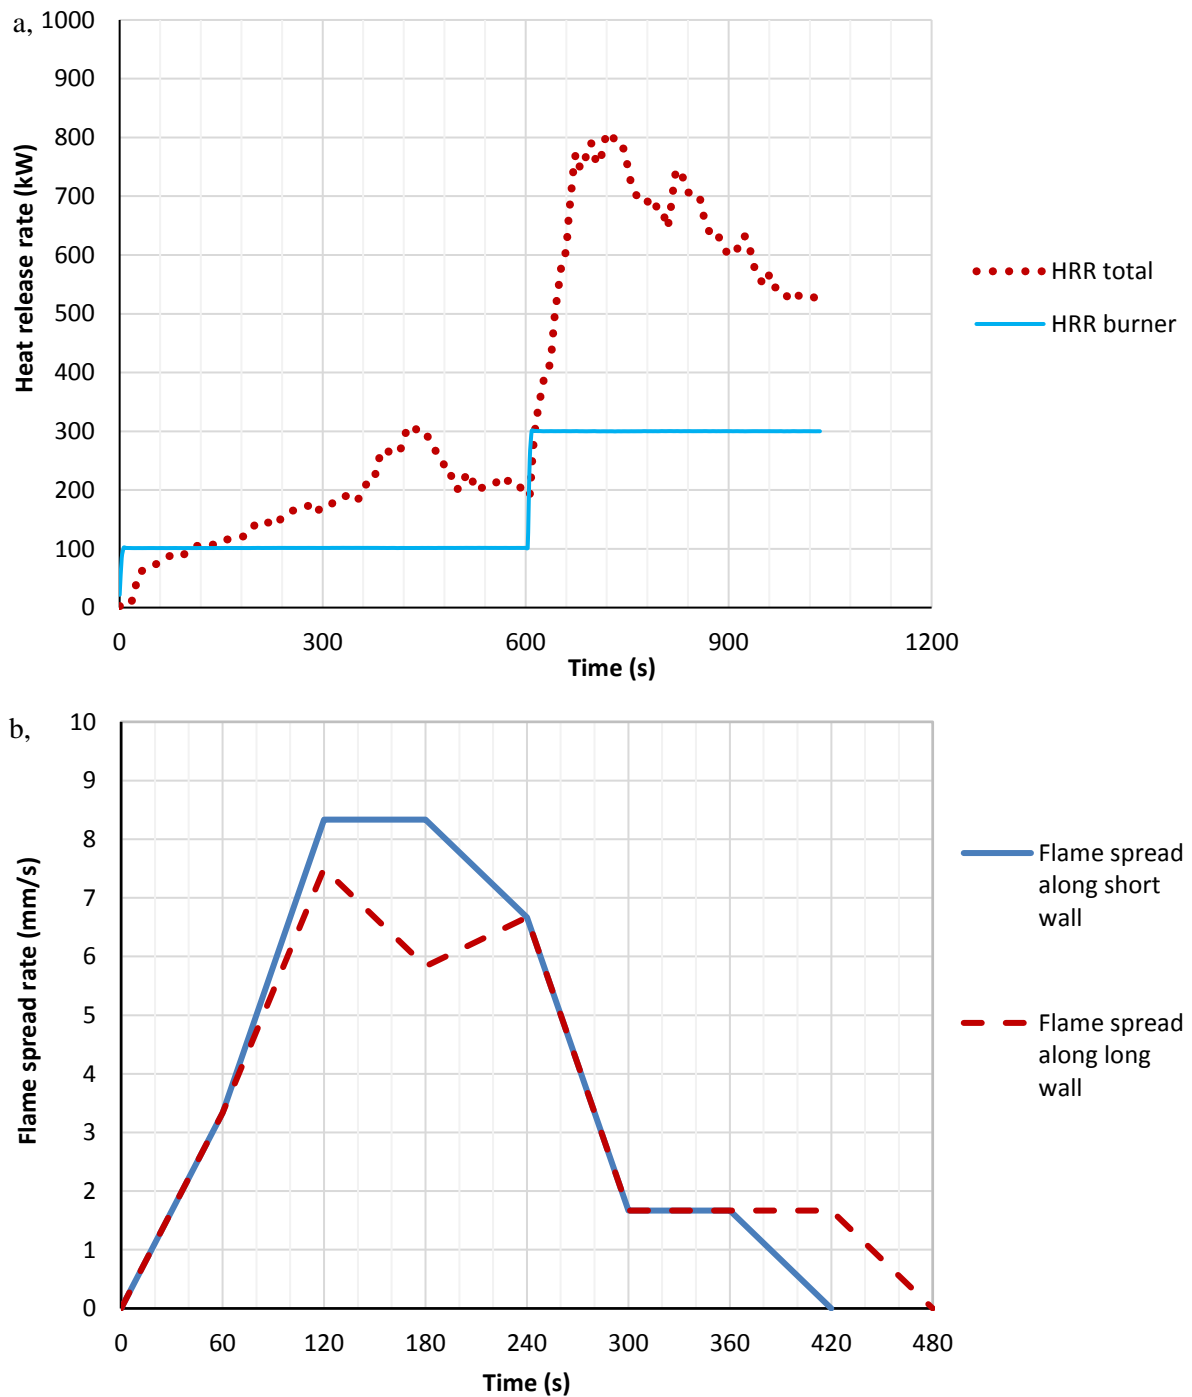 a,
1000
900
800
700
600
500
400
300
200
100
0
Heat release rate (kW)
0 300 600 900 1200
Time (s)
HRR total
HRR burner
b,
10
9
8
7
6
5
4
3
2
1
0
Flame spread rate (mm/s)
0 60 120 180 240 300 360 420 480
Time (s)
Flame spread
along short
wall
Flame spread
along long
wall